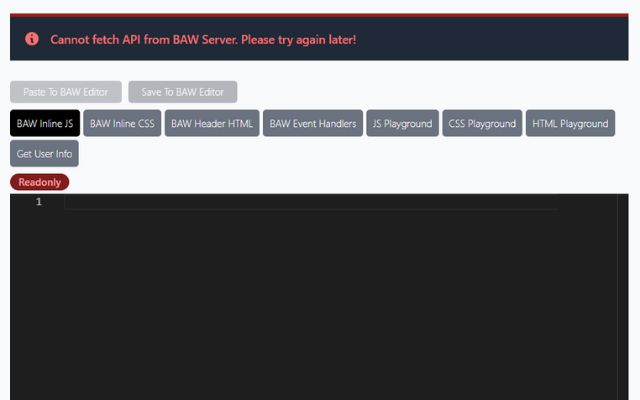 Cannot fetch API from BAW Server. Please try again later!
Paste To BAW Editor Save To BAW Editor
BAW Inline JS BAW Inline CSS BAW Header HTML BAW Event Handlers JS Playground CSS Playground HTML Playground
Get User Info
Readonly
1